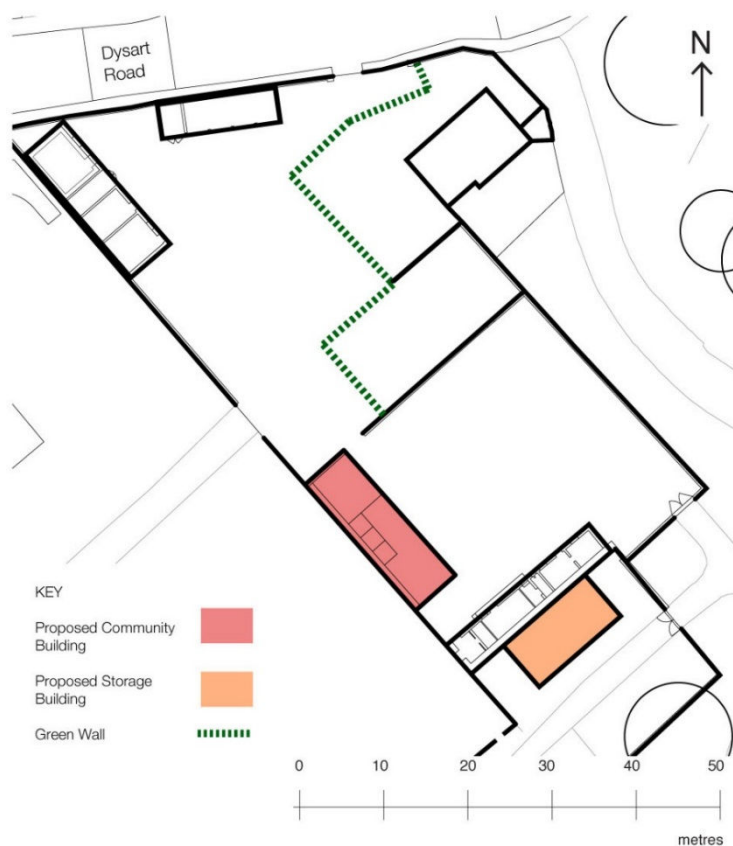 Dysart
Road
N
KEY
Proposed Community
Building
Proposed Storage
Building
Green Wall
0 10 20 30 40 50
metres